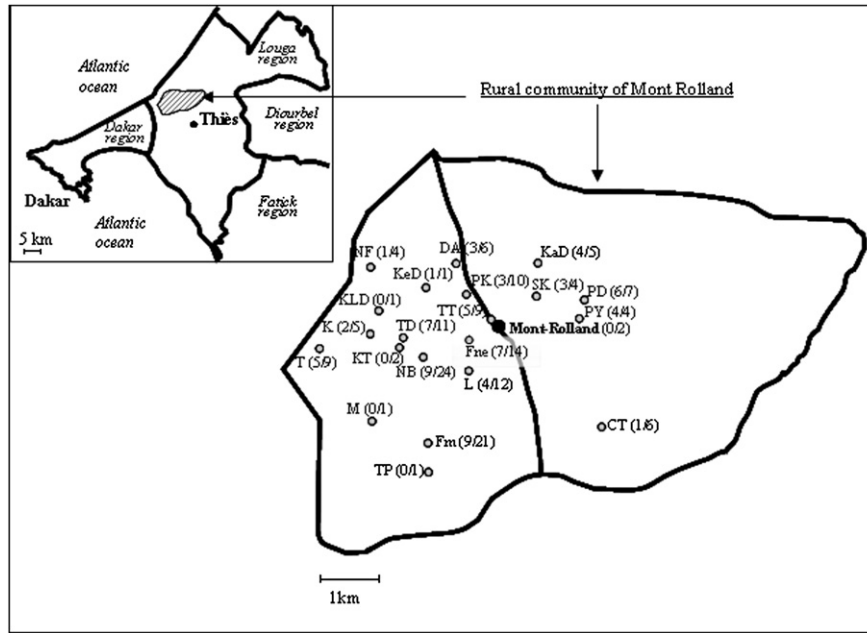 Louga
region
Atlantic
ocean
Rural community of Mont Rolland
Diourbel
region
Dakar
region
Thiès
Dakar
Fatick
region
Atlantic
ocean
5 km
NF (1/4)
DA (3/6)
KaD (4/5)
KeD (1/1)
PK (3/10)
SK (3/4)
PD (6/7)
KLD (0/1)
TT (5/9)
PY (4/4)
K (2/5)
TD (7/11)
Mont-Rolland (0/2)
T (5/9)
KT (0/2)
Fne (7/14)
NB (9/24)
L (4/12)
M (0/1)
CT (1/6)
Fm (9/21)
TP (0/1)
1km